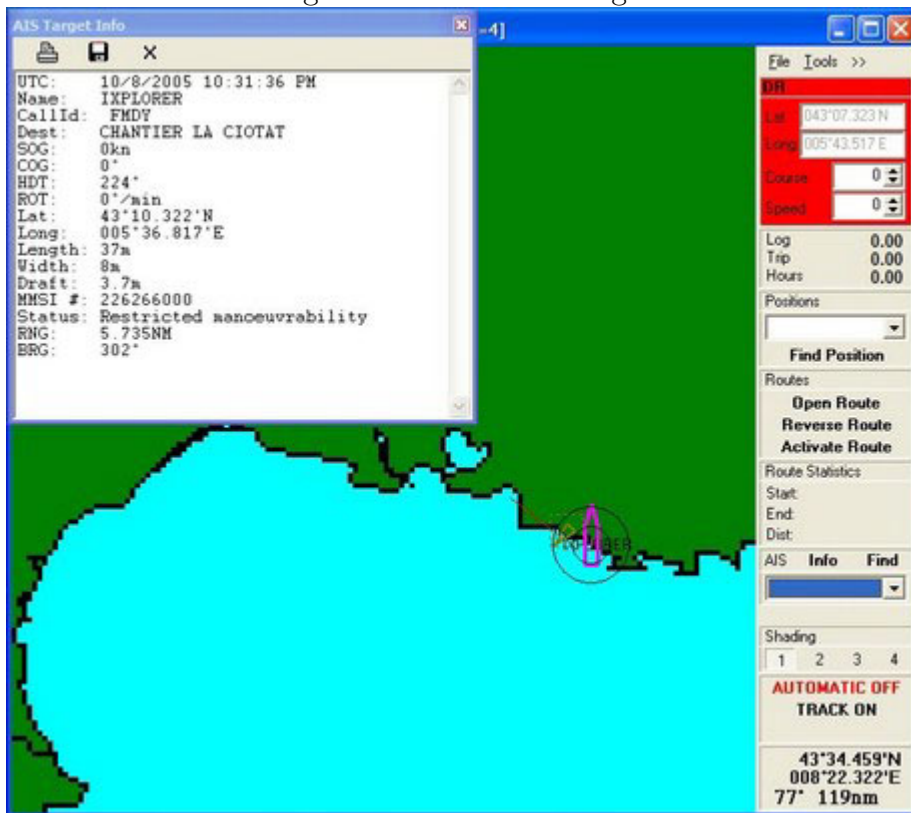 AIS Target Info
=4]
UTC: 10/8/2005 10:31:36 PM
Name: IXPLORER
CallId: FMDY
Dest: CHANTIER LA CIOTAT
SOG: 0kn
COG: 0°
HDT: 224°
ROT: 0°/min
Lat: 43°10.322'N
Long: 005°36.817'E
Length: 37m
Width: 8m
Draft: 3.7m
MMSI #: 226266000
Status: Restricted manoeuvrability
RNG: 5.735NM
BRG: 302°
File Tools >>
DR
Lat 043°07.323 N
Long 005°43.517 E
Course 0
Speed 0
Log 0.00
Trip 0.00
Hours 0.00
Positions
Find Position
Routes
Open Route
Reverse Route
Activate Route
Route Statistics
Start:
End:
Dist:
AIS Info Find
Shading
1 2 3 4
AUTOMATIC OFF
TRACK ON
43°34.459'N
008°22.322'E
77° 119nm